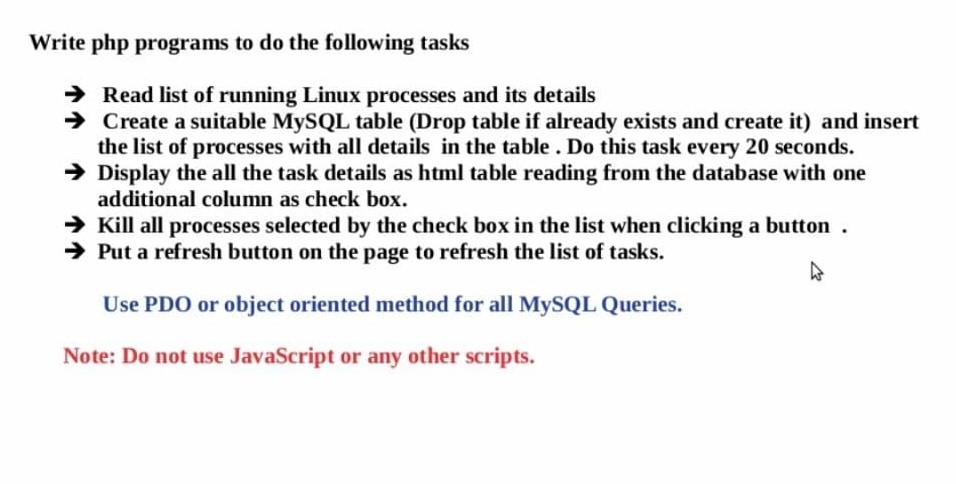 Write php programs to do the following tasks
➔ Read list of running Linux processes and its details
➔ Create a suitable MySQL table (Drop table if already exists and create it) and insert
the list of processes with all details in the table . Do this task every 20 seconds.
➔ Display the all the task details as html table reading from the database with one
additional column as check box.
➔ Kill all processes selected by the check box in the list when clicking a button .
➔ Put a refresh button on the page to refresh the list of tasks.
Use PDO or object oriented method for all MySQL Queries.
Note: Do not use JavaScript or any other scripts.